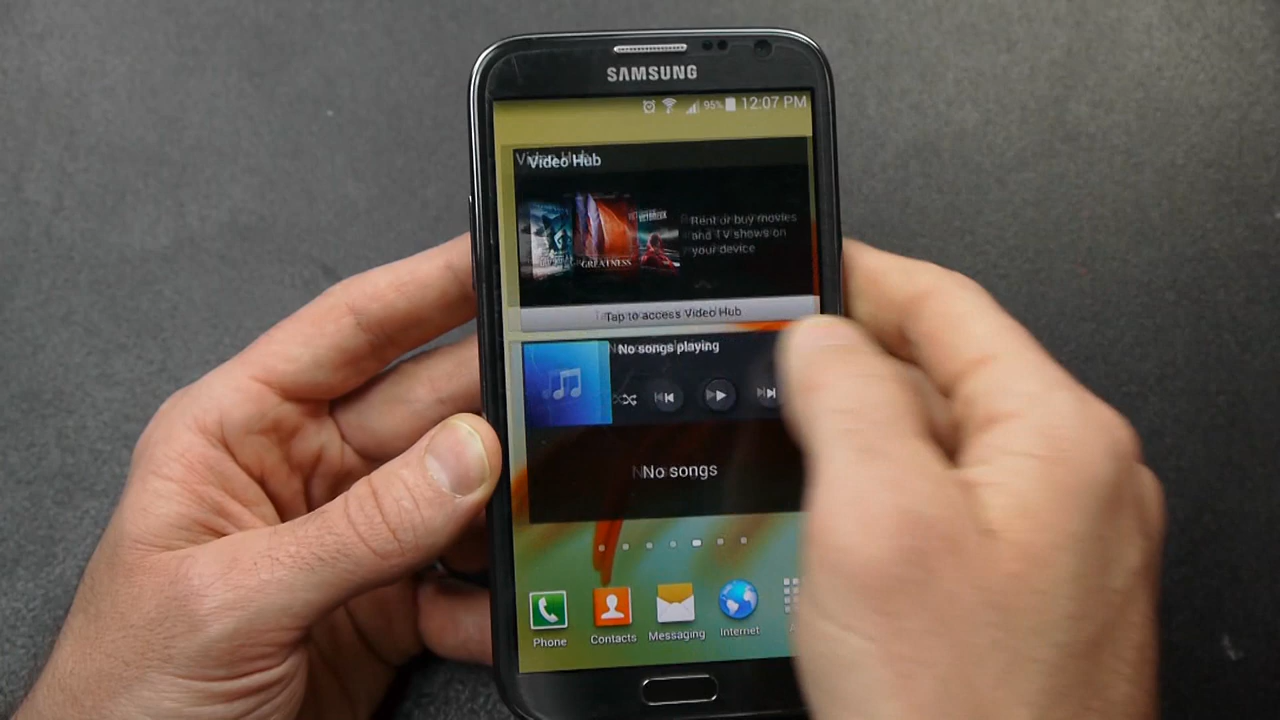 SAMSUNG
95% 12:07 PM
Video Hub
Rent or buy movies
and TV shows on
your device
GREATNESS
Tap to access Video Hub
No songs playing
No songs
Phone
Contacts
Messaging
Internet